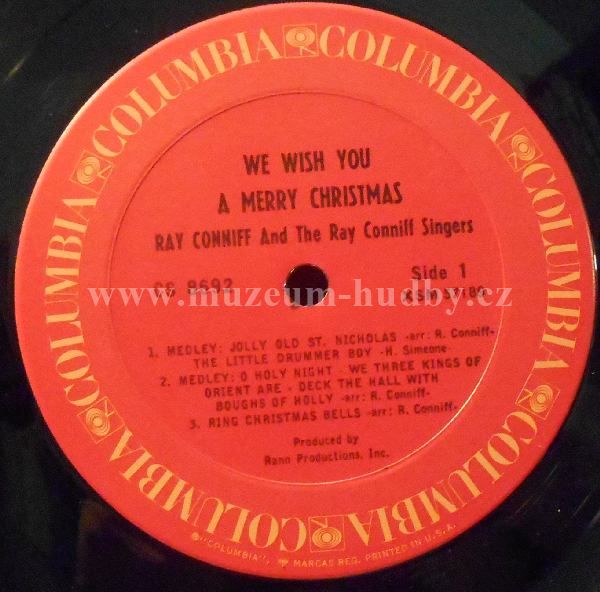 COLUMBIA COLUMBIA COLUMBIA COLUMBIA COLUMBIA COLUMBIA
WE WISH YOU
A MERRY CHRISTMAS
RAY CONNIFF And The Ray Conniff Singers
CS 8692
Side 1
www.muzeum-hudby.cz
1. MEDLEY: JOLLY OLD ST. NICHOLAS -arr: R. Conniff-
THE LITTLE DRUMMER BOY -H. Simeone-
2. MEDLEY: O HOLY NIGHT - WE THREE KINGS OF
ORIENT ARE - DECK THE HALL WITH
BOUGHS OF HOLLY -arr: R. Conniff-
3. RING CHRISTMAS BELLS -arr: R. Conniff-
Produced by
Rann Productions, Inc.
"COLUMBIA", MARCAS REG. PRINTED IN U.S.A.